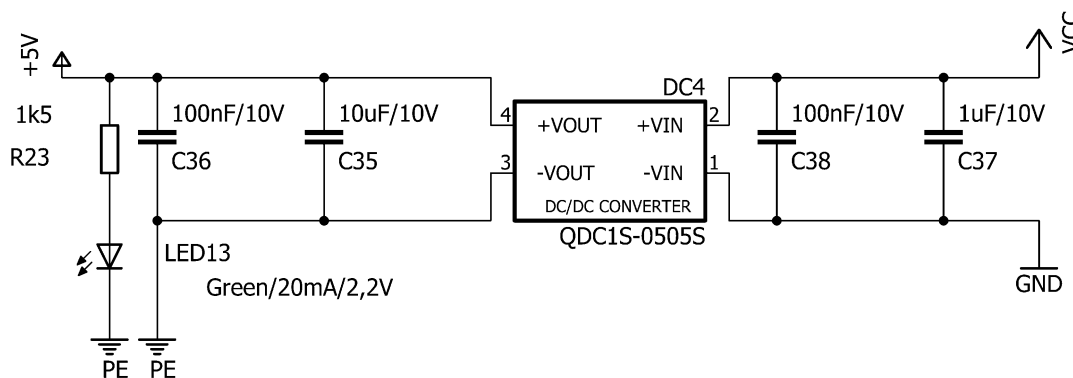 +5V
VCC
DC4
1k5
100nF/10V
10uF/10V
4
+VOUT
+VIN
2
100nF/10V
1uF/10V
R23
C36
C35
3
-VOUT
-VIN
1
C38
C37
DC/DC CONVERTER
QDC1S-0505S
LED13
Green/20mA/2,2V
GND
PE
PE